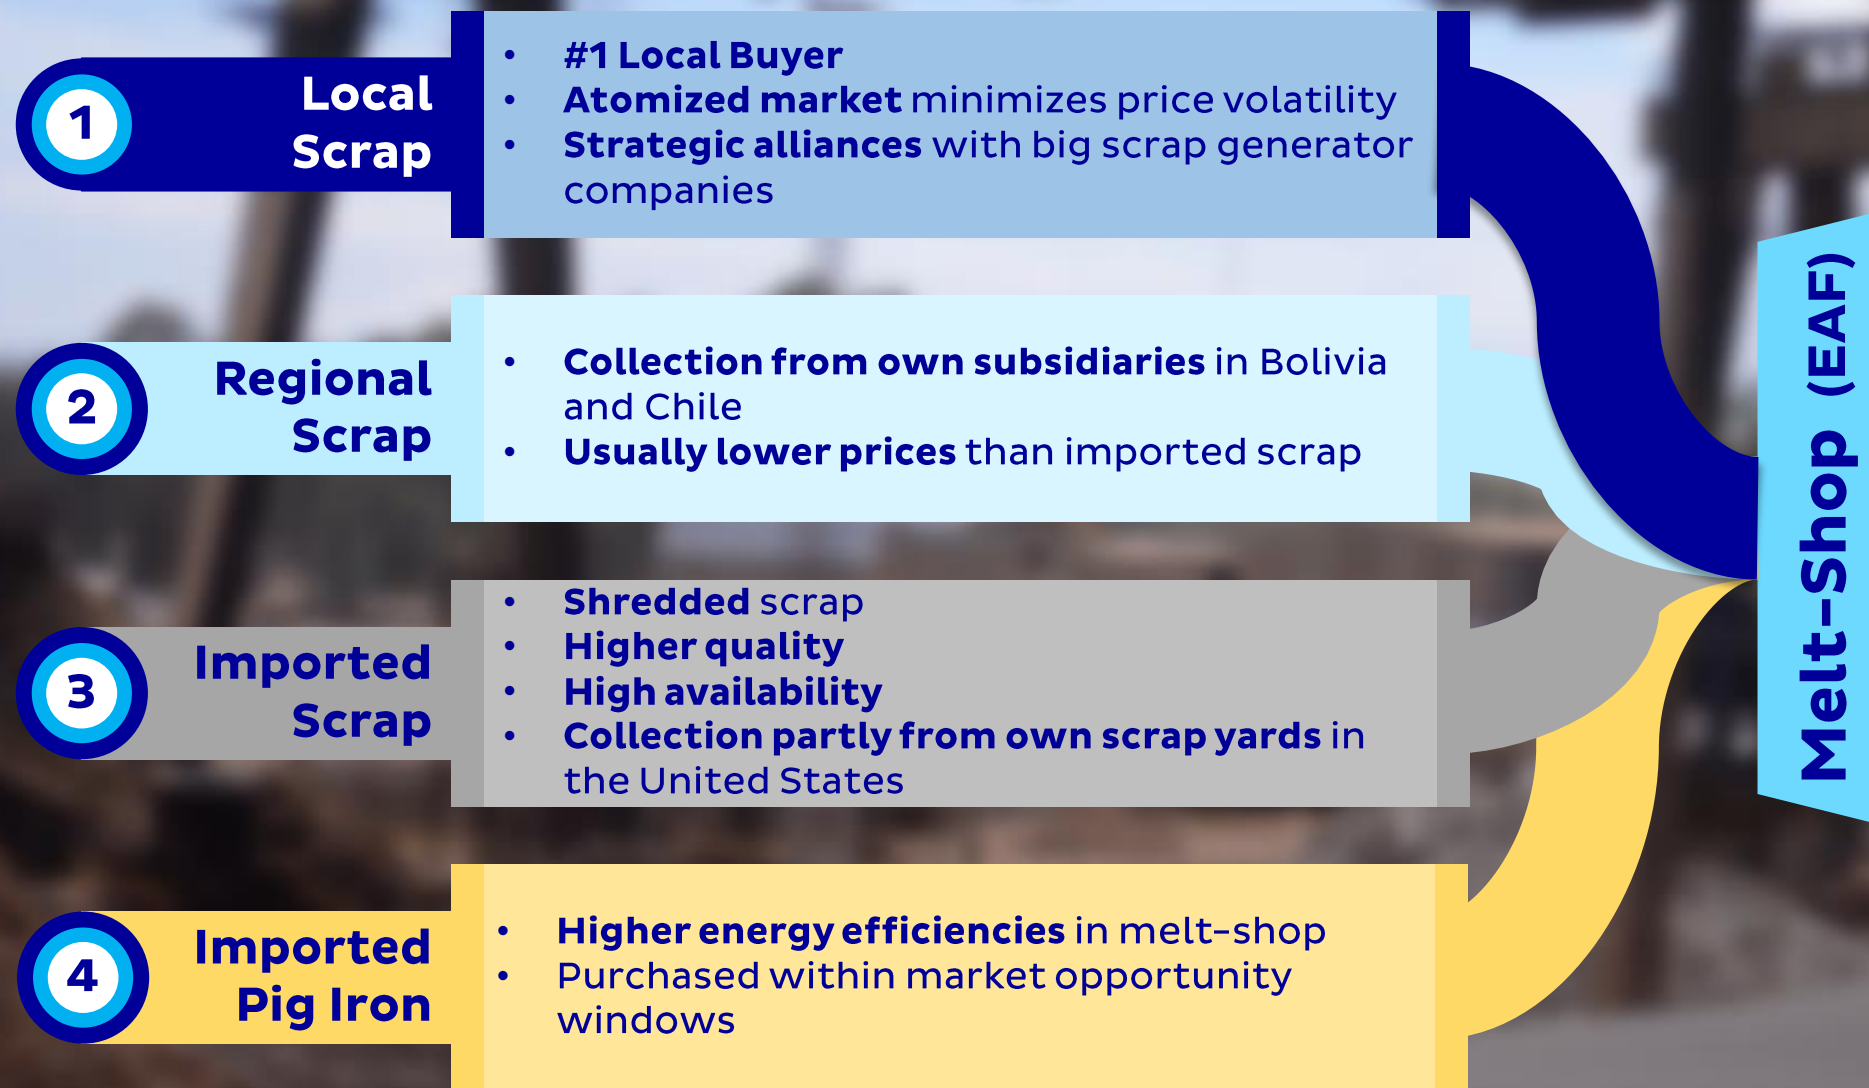 1
Local
Scrap
• #1 Local Buyer
• Atomized market minimizes price volatility
• Strategic alliances with big scrap generator
companies
2
Regional
Scrap
• Collection from own subsidiaries in Bolivia
and Chile
• Usually lower prices than imported scrap
3
Imported
Scrap
• Shredded scrap
• Higher quality
• High availability
• Collection partly from own scrap yards in
the United States
4
Imported
Pig Iron
• Higher energy efficiencies in melt-shop
• Purchased within market opportunity
windows
Melt-Shop (EAF)